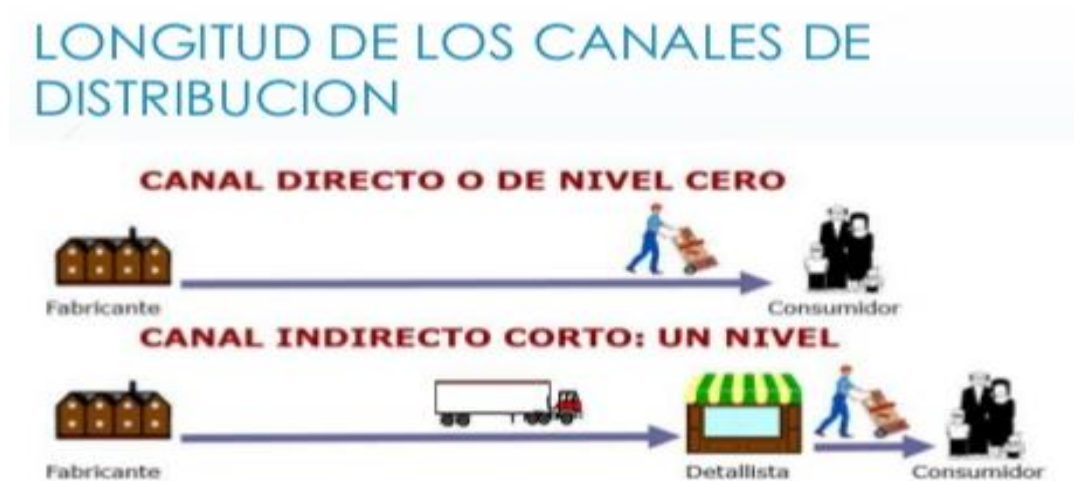 LONGITUD DE LOS CANALES DE
DISTRIBUCION
CANAL DIRECTO O DE NIVEL CERO
Fabricante
Consumidor
CANAL INDIRECTO CORTO: UN NIVEL
Fabricante
Detallista
Consumidor